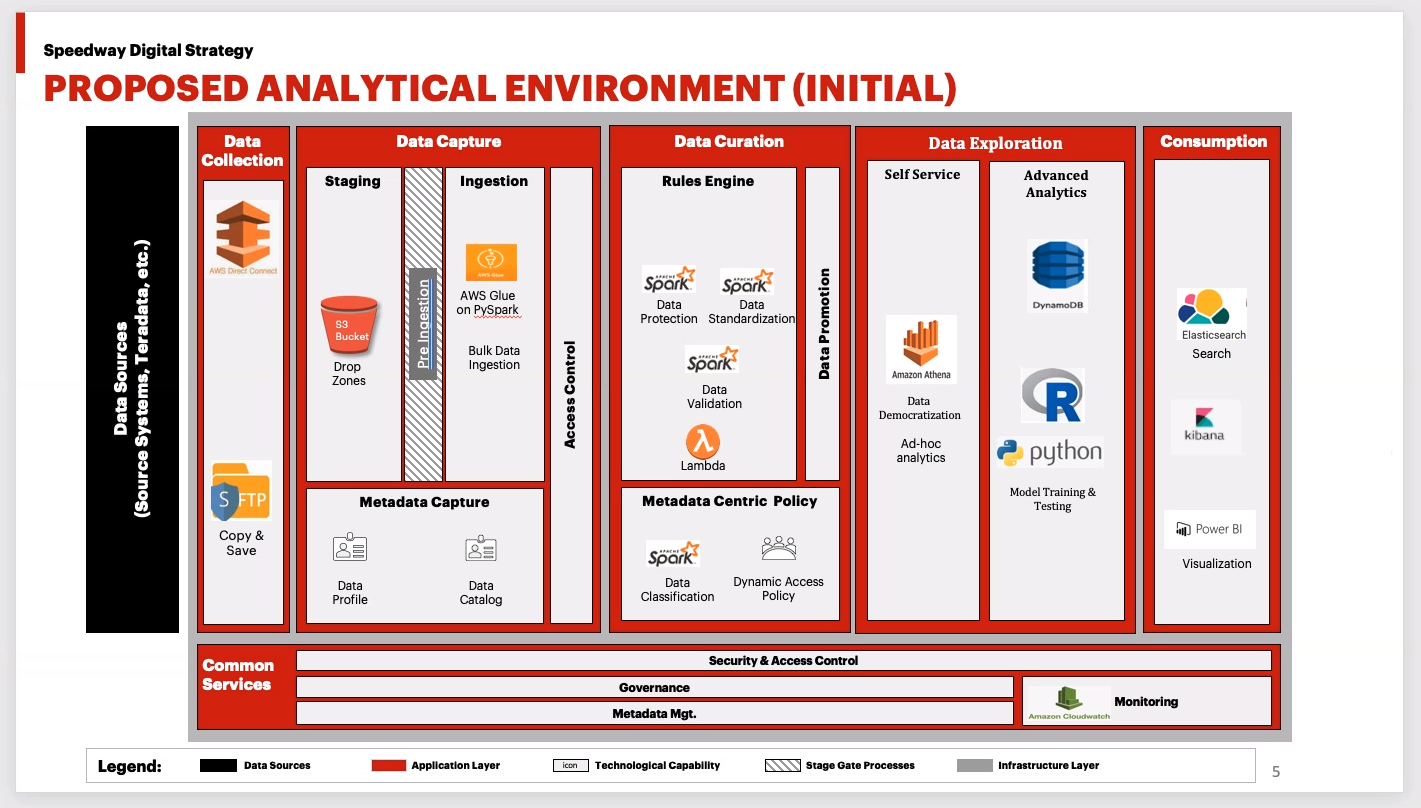 Speedway Digital Strategy
PROPOSED ANALYTICAL ENVIRONMENT (INITIAL)
Data Sources
(Source Systems, Teradata, etc.)
Data
Collection
AWS Direct Connect
SFTP
Copy &
Save
Data Capture
Staging
S3
Bucket
Drop
Zones
Pre Ingestion
Ingestion
AWS Glue
AWS Glue
on PySpark
Bulk Data
Ingestion
Access Control
Metadata Capture
Data
Profile
Data
Catalog
Data Curation
Rules Engine
APACHE
Spark
Data
Protection
APACHE
Spark
Data
Standardization
APACHE
Spark
Data
Validation
λ
Lambda
Data Promotion
Metadata Centric Policy
APACHE
Spark
Data
Classification
Dynamic Access
Policy
Data Exploration
Self Service
Amazon Athena
Data
Democratization
Ad-hoc
analytics
Advanced
Analytics
DynamoDB
R
python
Model Training &
Testing
Consumption
Elasticsearch
Search
kibana
Power BI
Visualization
Common
Services
Security & Access Control
Governance
Metadata Mgt.
Amazon Cloudwatch
Monitoring
Legend:
Data Sources
Application Layer
icon
Technological Capability
Stage Gate Processes
Infrastructure Layer
5